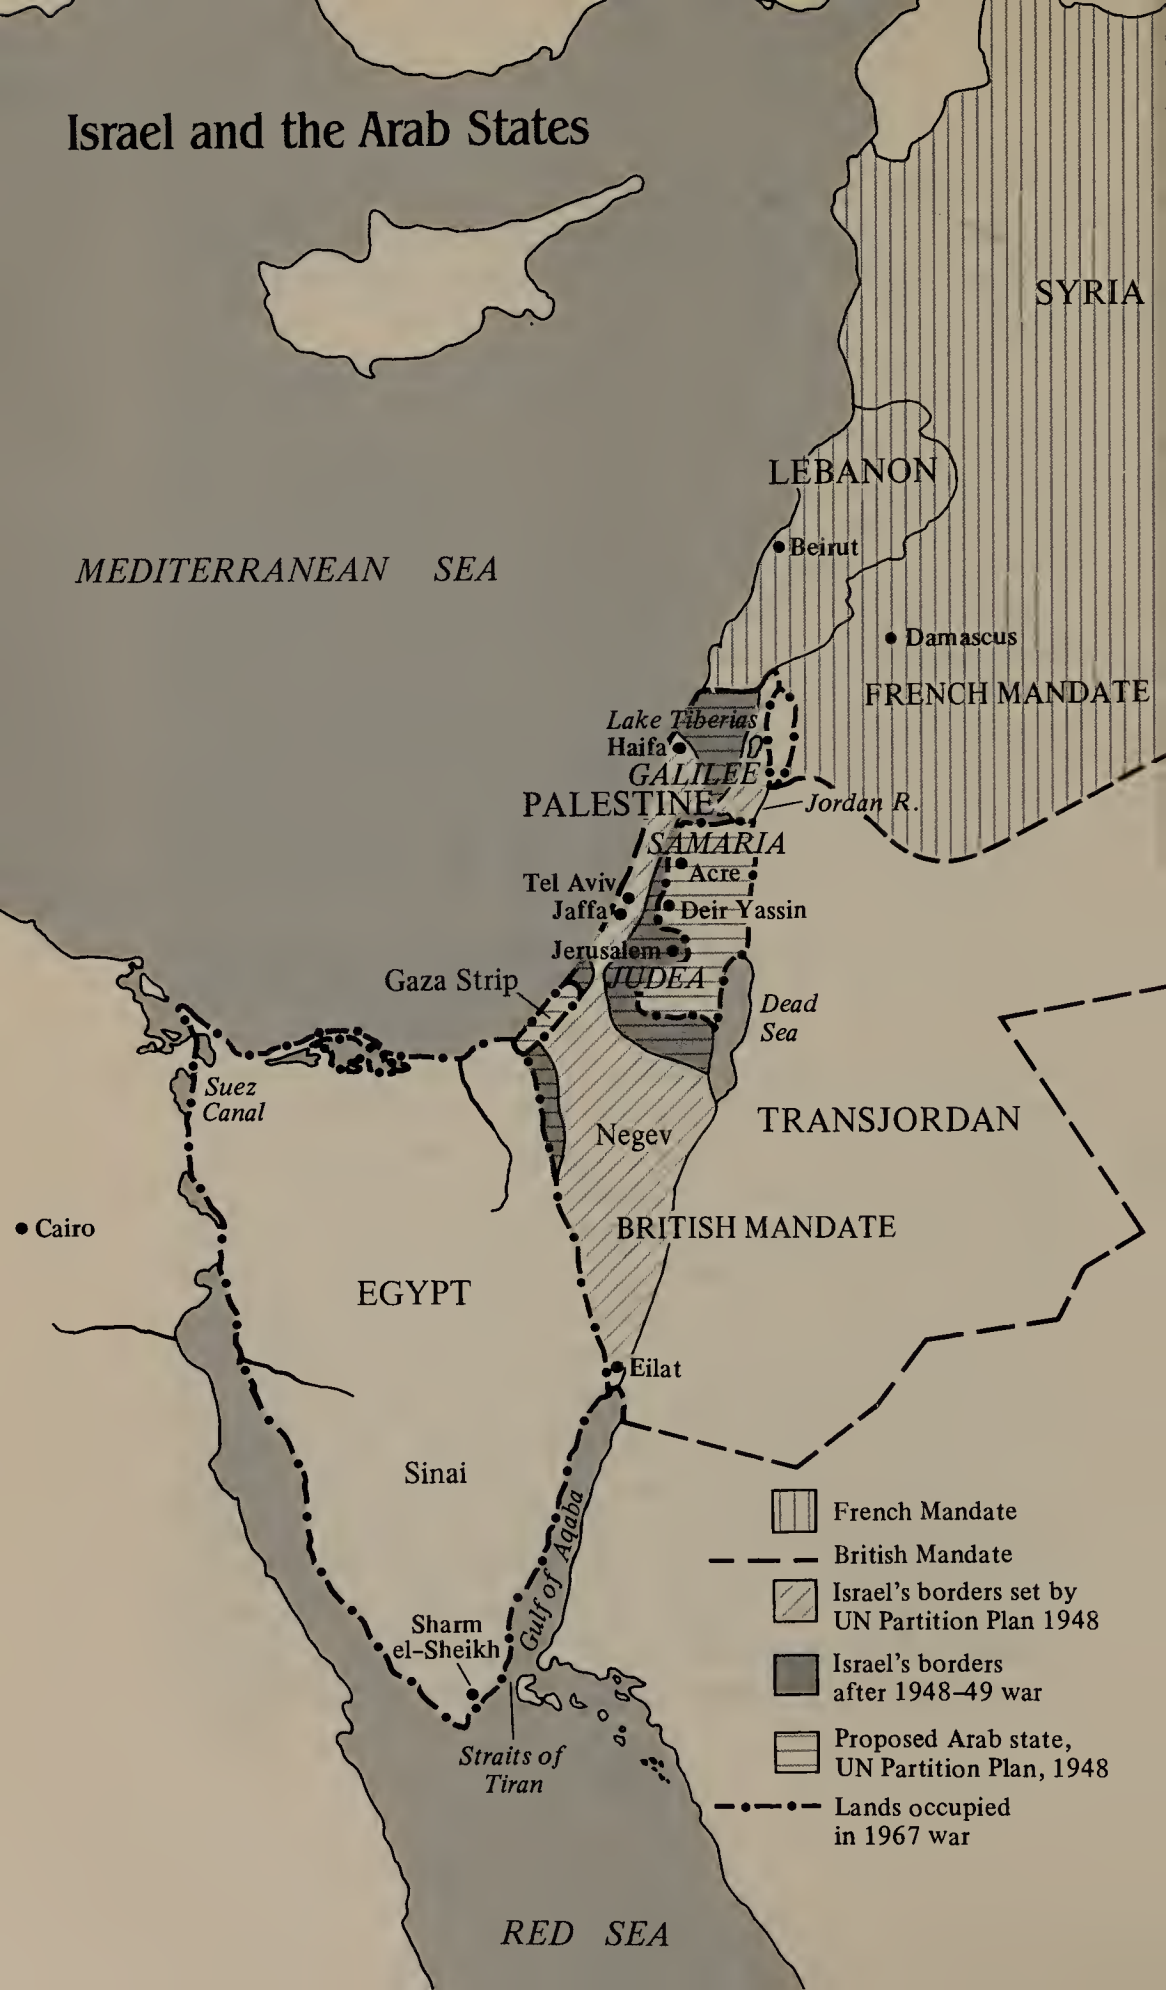 Israel and the Arab States
SYRIA
LEBANON
Beirut
MEDITERRANEAN SEA
Damascus
FRENCH MANDATE
Lake Tiberias
Haifa
GALILEE
PALESTINE
Jordan R.
SAMARIA
Acre
Tel Aviv
Jaffa
Deir Yassin
Jerusalem
Gaza Strip
JUDEA
Dead
Sea
Suez
Canal
TRANSJORDAN
Negev
Cairo
BRITISH MANDATE
EGYPT
Eilat
Sinai
Gulf of Aqaba
Sharm
el-Sheikh
Straits of
Tiran
French Mandate
British Mandate
Israel's borders set by
UN Partition Plan 1948
Israel's borders
after 1948–49 war
Proposed Arab state,
UN Partition Plan, 1948
Lands occupied
in 1967 war
RED SEA